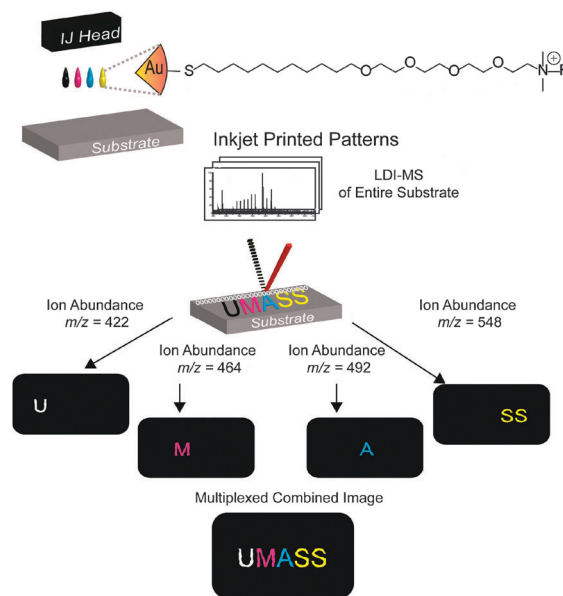 IJ Head
Au
S
O
O
O
O
N
+
R
Substrate
Inkjet Printed Patterns
LDI-MS
of Entire Substrate
UMASS
Substrate
Ion Abundance
m/z = 422
Ion Abundance
m/z = 548
Ion Abundance
m/z = 464
Ion Abundance
m/z = 492
U
SS
M
A
Multiplexed Combined Image
UMASS